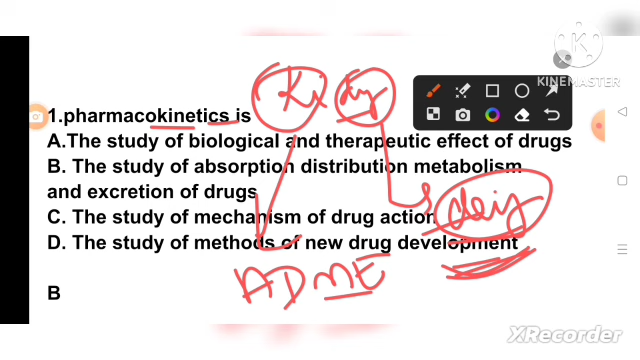 Ki dy
KINEMASTER
1.pharmacokinetics is
A.The study of biological and therapeutic effect of drugs
B. The study of absorption distribution metabolism
and excretion of drugs
C. The study of mechanism of drug action
D. The study of methods of new drug development
ADME
B
XRecorder